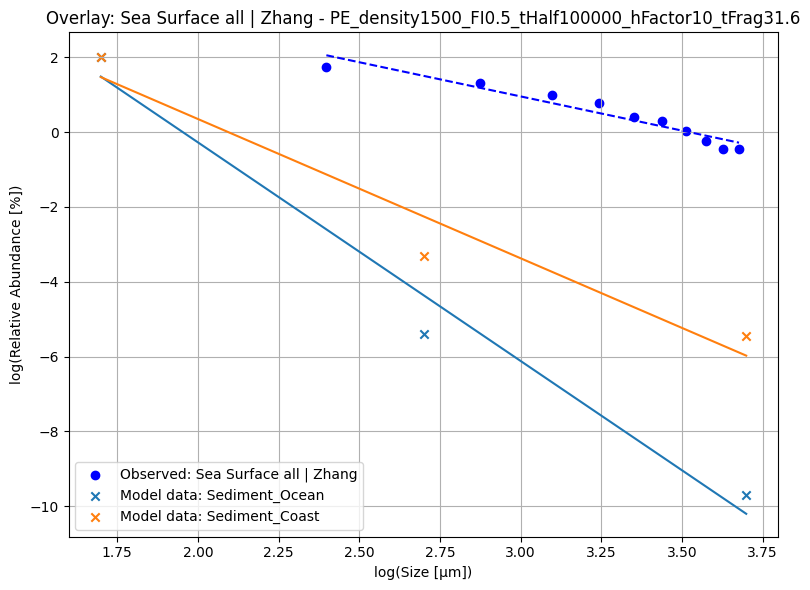 Overlay: Sea Surface all | Zhang - PE_density1500_FI0.5_tHalf100000_hFactor10_tFrag31.6
log(Relative Abundance [%])
2
0
−2
−4
−6
−8
−10
Observed: Sea Surface all | Zhang
Model data: Sediment_Ocean
Model data: Sediment_Coast
1.75
2.00
2.25
2.50
2.75
3.00
3.25
3.50
3.75
log(Size [μm])